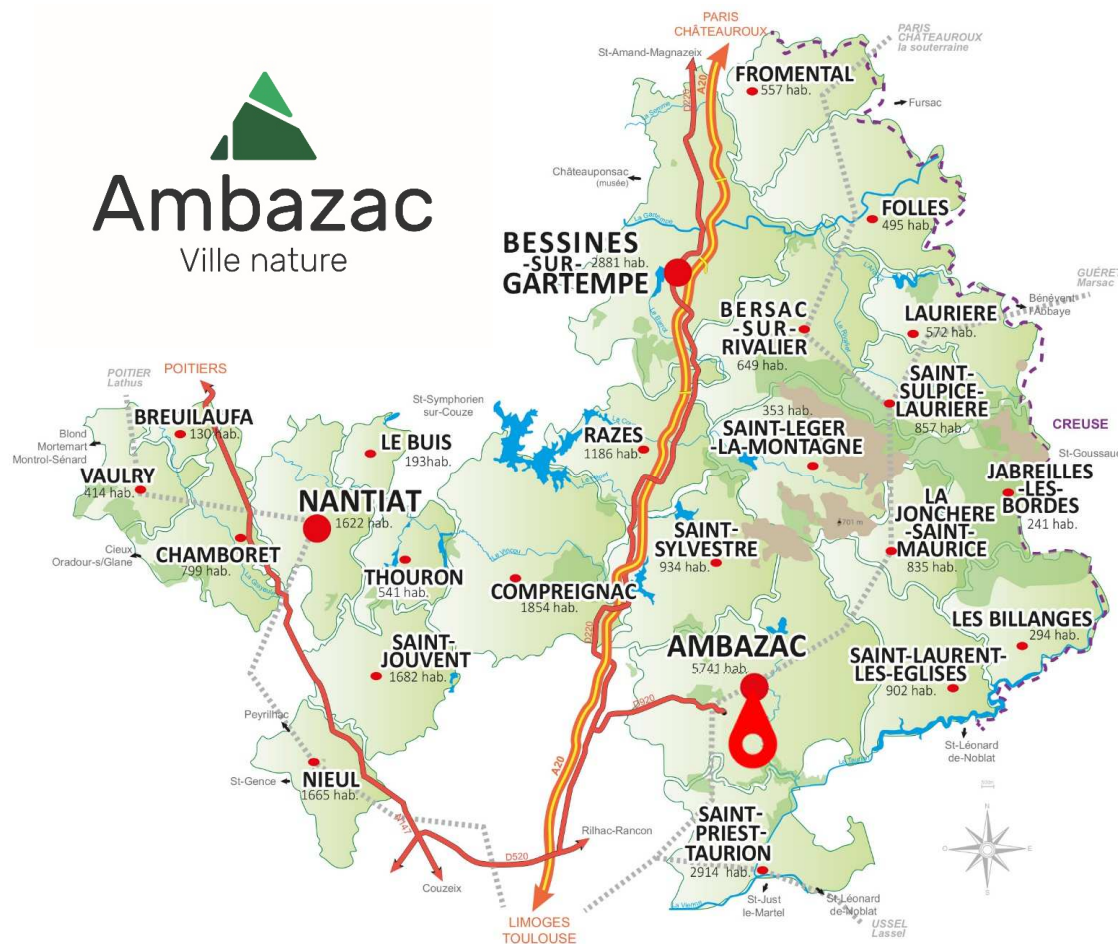 Ambazac
Ville nature
PARIS
CHÂTEAUROUX
St-Amand-Magnazeix
A20
D220
PARIS
CHÂTEAUROUX
la souterraine
FROMENTAL
557 hab.
Fursac
Châteauponsac
(musée)
La Gartempe
FOLLES
495 hab.
BESSINES
-SUR-
2881 hab.
GARTEMPE
GUÉRET
Marsac
Bénévent
l'Abbaye
BERSAC
-SUR-
RIVALIER
649 hab.
LAURIERE
572 hab.
POITIERS
POITIER
Lathus
SAINT-
SULPICE-
LAURIERE
857 hab.
BREUILAUFA
130 hab.
St-Symphorien
sur-Couze
353 hab.
SAINT-LEGER
-LA-MONTAGNE
CREUSE
Blond
Mortemart
Montrol-Sénard
LE BUIS
193hab.
RAZES
1186 hab.
St-Goussaud
VAULRY
414 hab.
NANTIAT
1622 hab.
JABREILLES
-LES-
BORDES
241 hab.
LA
JONCHERE
-SAINT-
MAURICE
835 hab.
701 m
SAINT-
SYLVESTRE
934 hab.
Cieux
Oradour-s/Glane
CHAMBORET
799 hab.
Le Vincou
THOURON
541 hab.
COMPREIGNAC
1854 hab.
LES BILLANGES
294 hab.
D220
AMBAZAC
5741 hab.
SAINT-
JOUVENT
1682 hab.
SAINT-LAURENT-
LES-EGLISES
902 hab.
D920
Peyrilhac
St-Léonard
de-Noblat
St-Gence
NIEUL
1665 hab.
A20
N147
SAINT-
PRIEST-
TAURION
2914 hab.
Rilhac-Rancon
D520
N
O
E
S
Couzeix
La Vienne
St-Just
le-Martel
St-Léonard
de-Noblat
LIMOGES
TOULOUSE
USSEL
Lassel